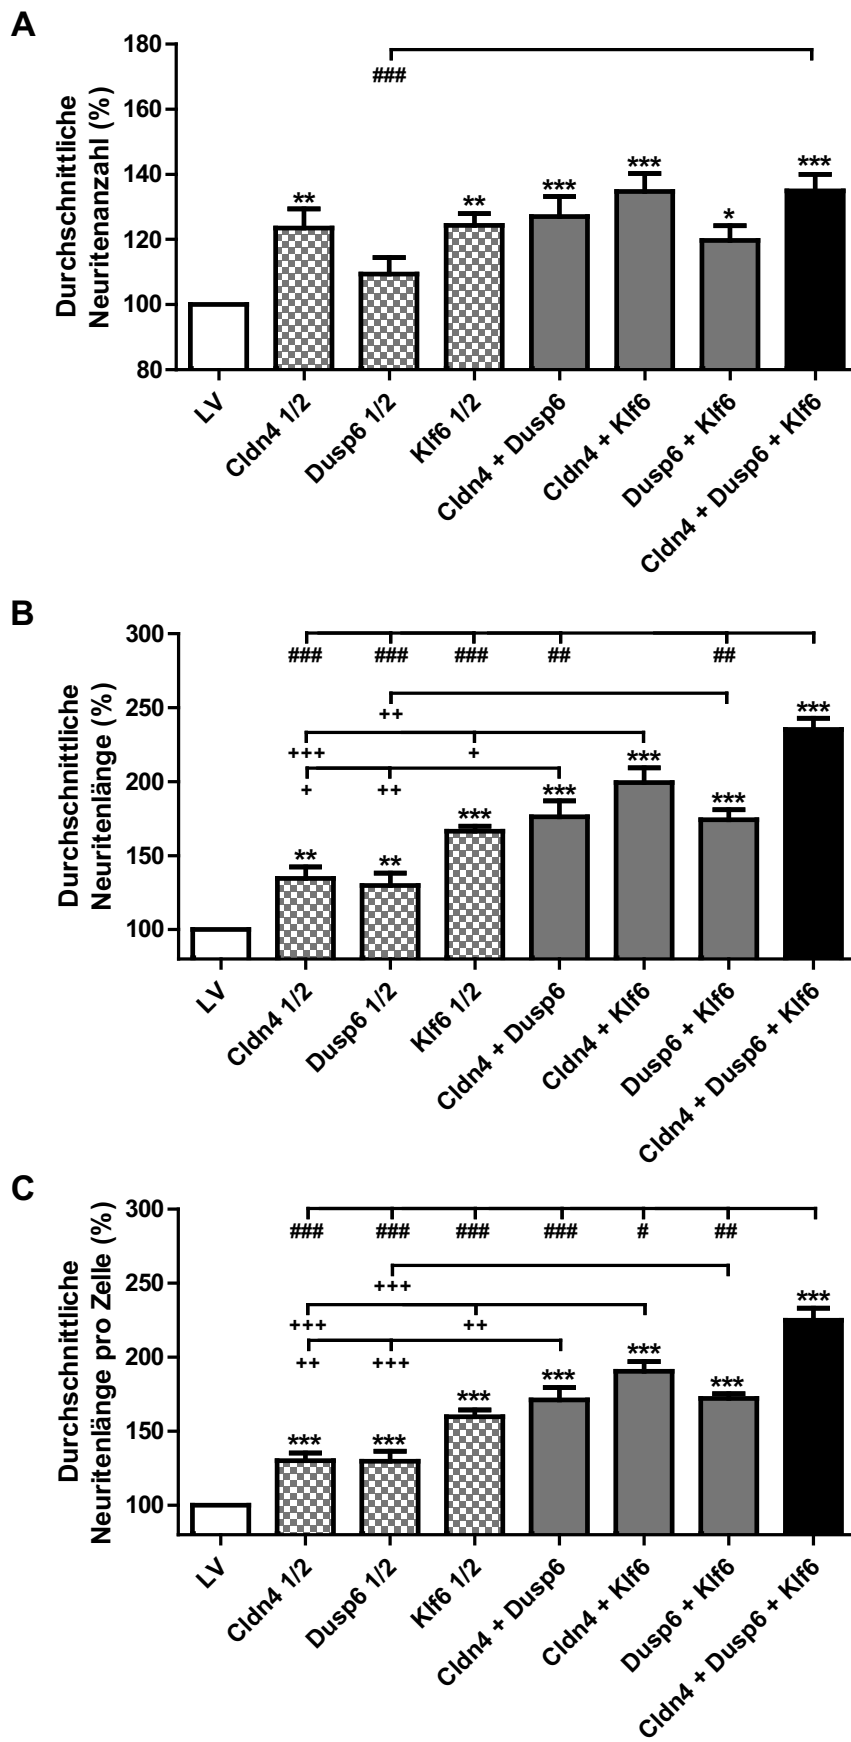 A
Durchschnittliche
Neuritenanzahl (%)
180
160
140
120
100
80
###
**
**
***
***
*
***
LV
Cldn4 1/2
Dusp6 1/2
Klf6 1/2
Cldn4 + Dusp6
Cldn4 + Klf6
Dusp6 + Klf6
Cldn4 + Dusp6 + Klf6
B
Durchschnittliche
Neuritenlänge (%)
300
250
200
150
100
### ### ### ## ##
++
+++ +
+ ++
**
**
***
***
***
***
***
LV
Cldn4 1/2
Dusp6 1/2
Klf6 1/2
Cldn4 + Dusp6
Cldn4 + Klf6
Dusp6 + Klf6
Cldn4 + Dusp6 + Klf6
C
Durchschnittliche
Neuritenlänge pro Zelle (%)
300
250
200
150
100
### ### ### ### # ##
+++
+++ ++
++ +++
***
***
***
***
***
***
***
LV
Cldn4 1/2
Dusp6 1/2
Klf6 1/2
Cldn4 + Dusp6
Cldn4 + Klf6
Dusp6 + Klf6
Cldn4 + Dusp6 + Klf6